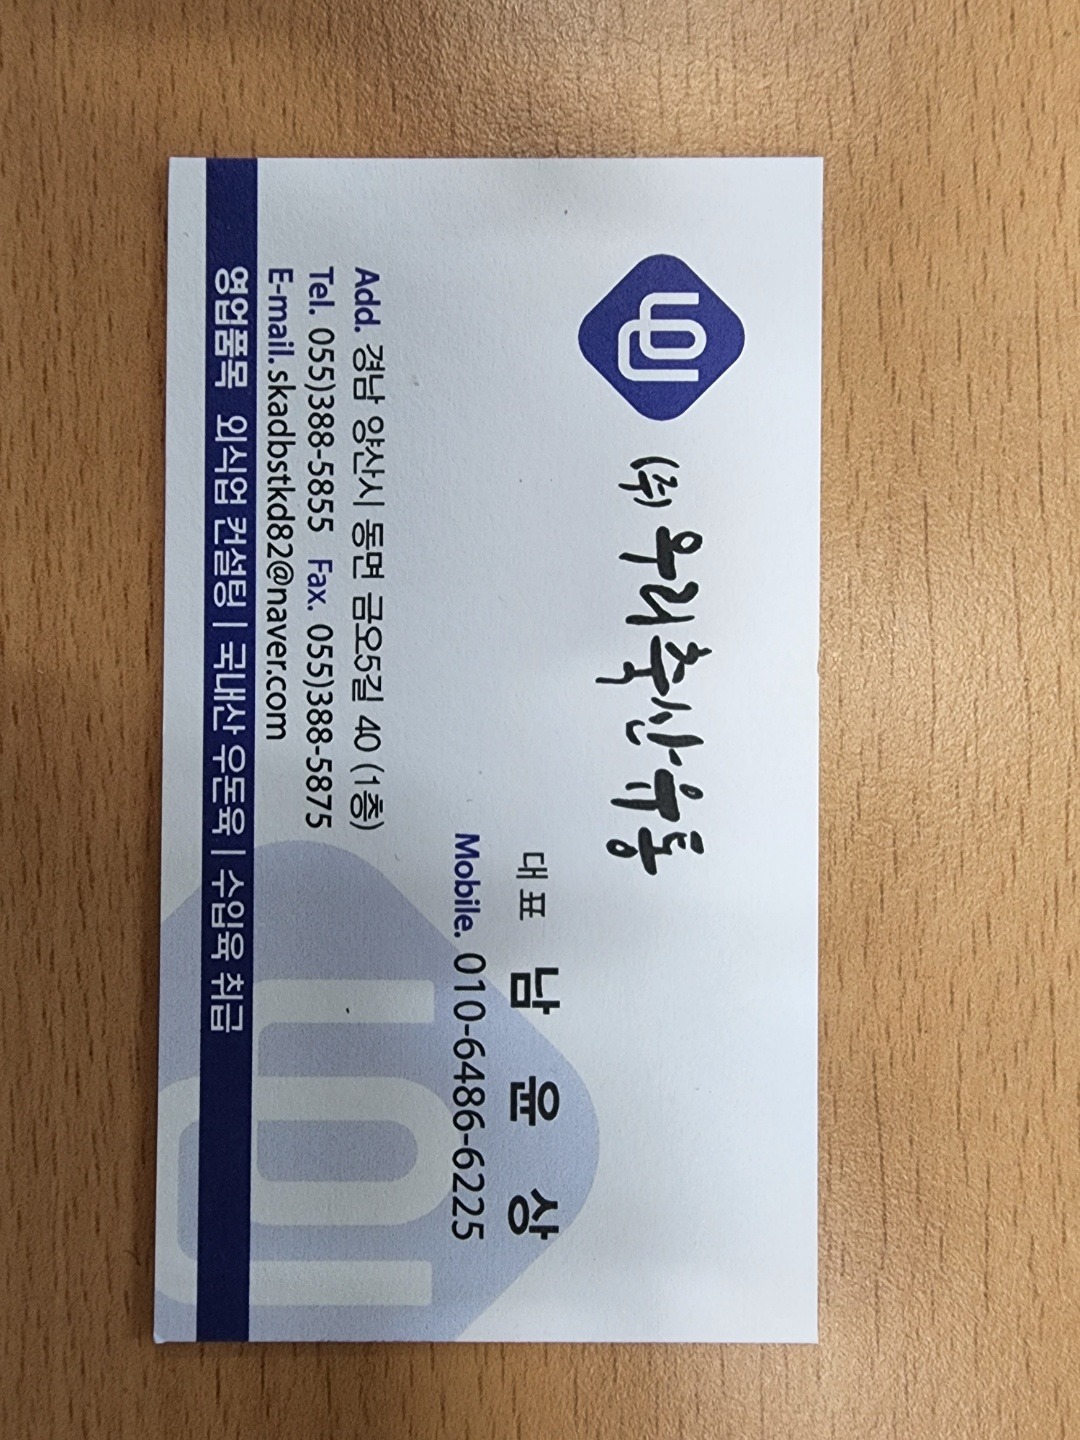 (주)우리축산유통
대표 남윤상
Mobile. 010-6486-6225
Add. 경남 양산시 동면 금오5길 40 (1층)
Tel. 055)388-5855 Fax. 055)388-5875
E-mail. skadbstkd82@naver.com
영업품목 외식업 컨설팅 | 국내산 우돈육 | 수입육 취급